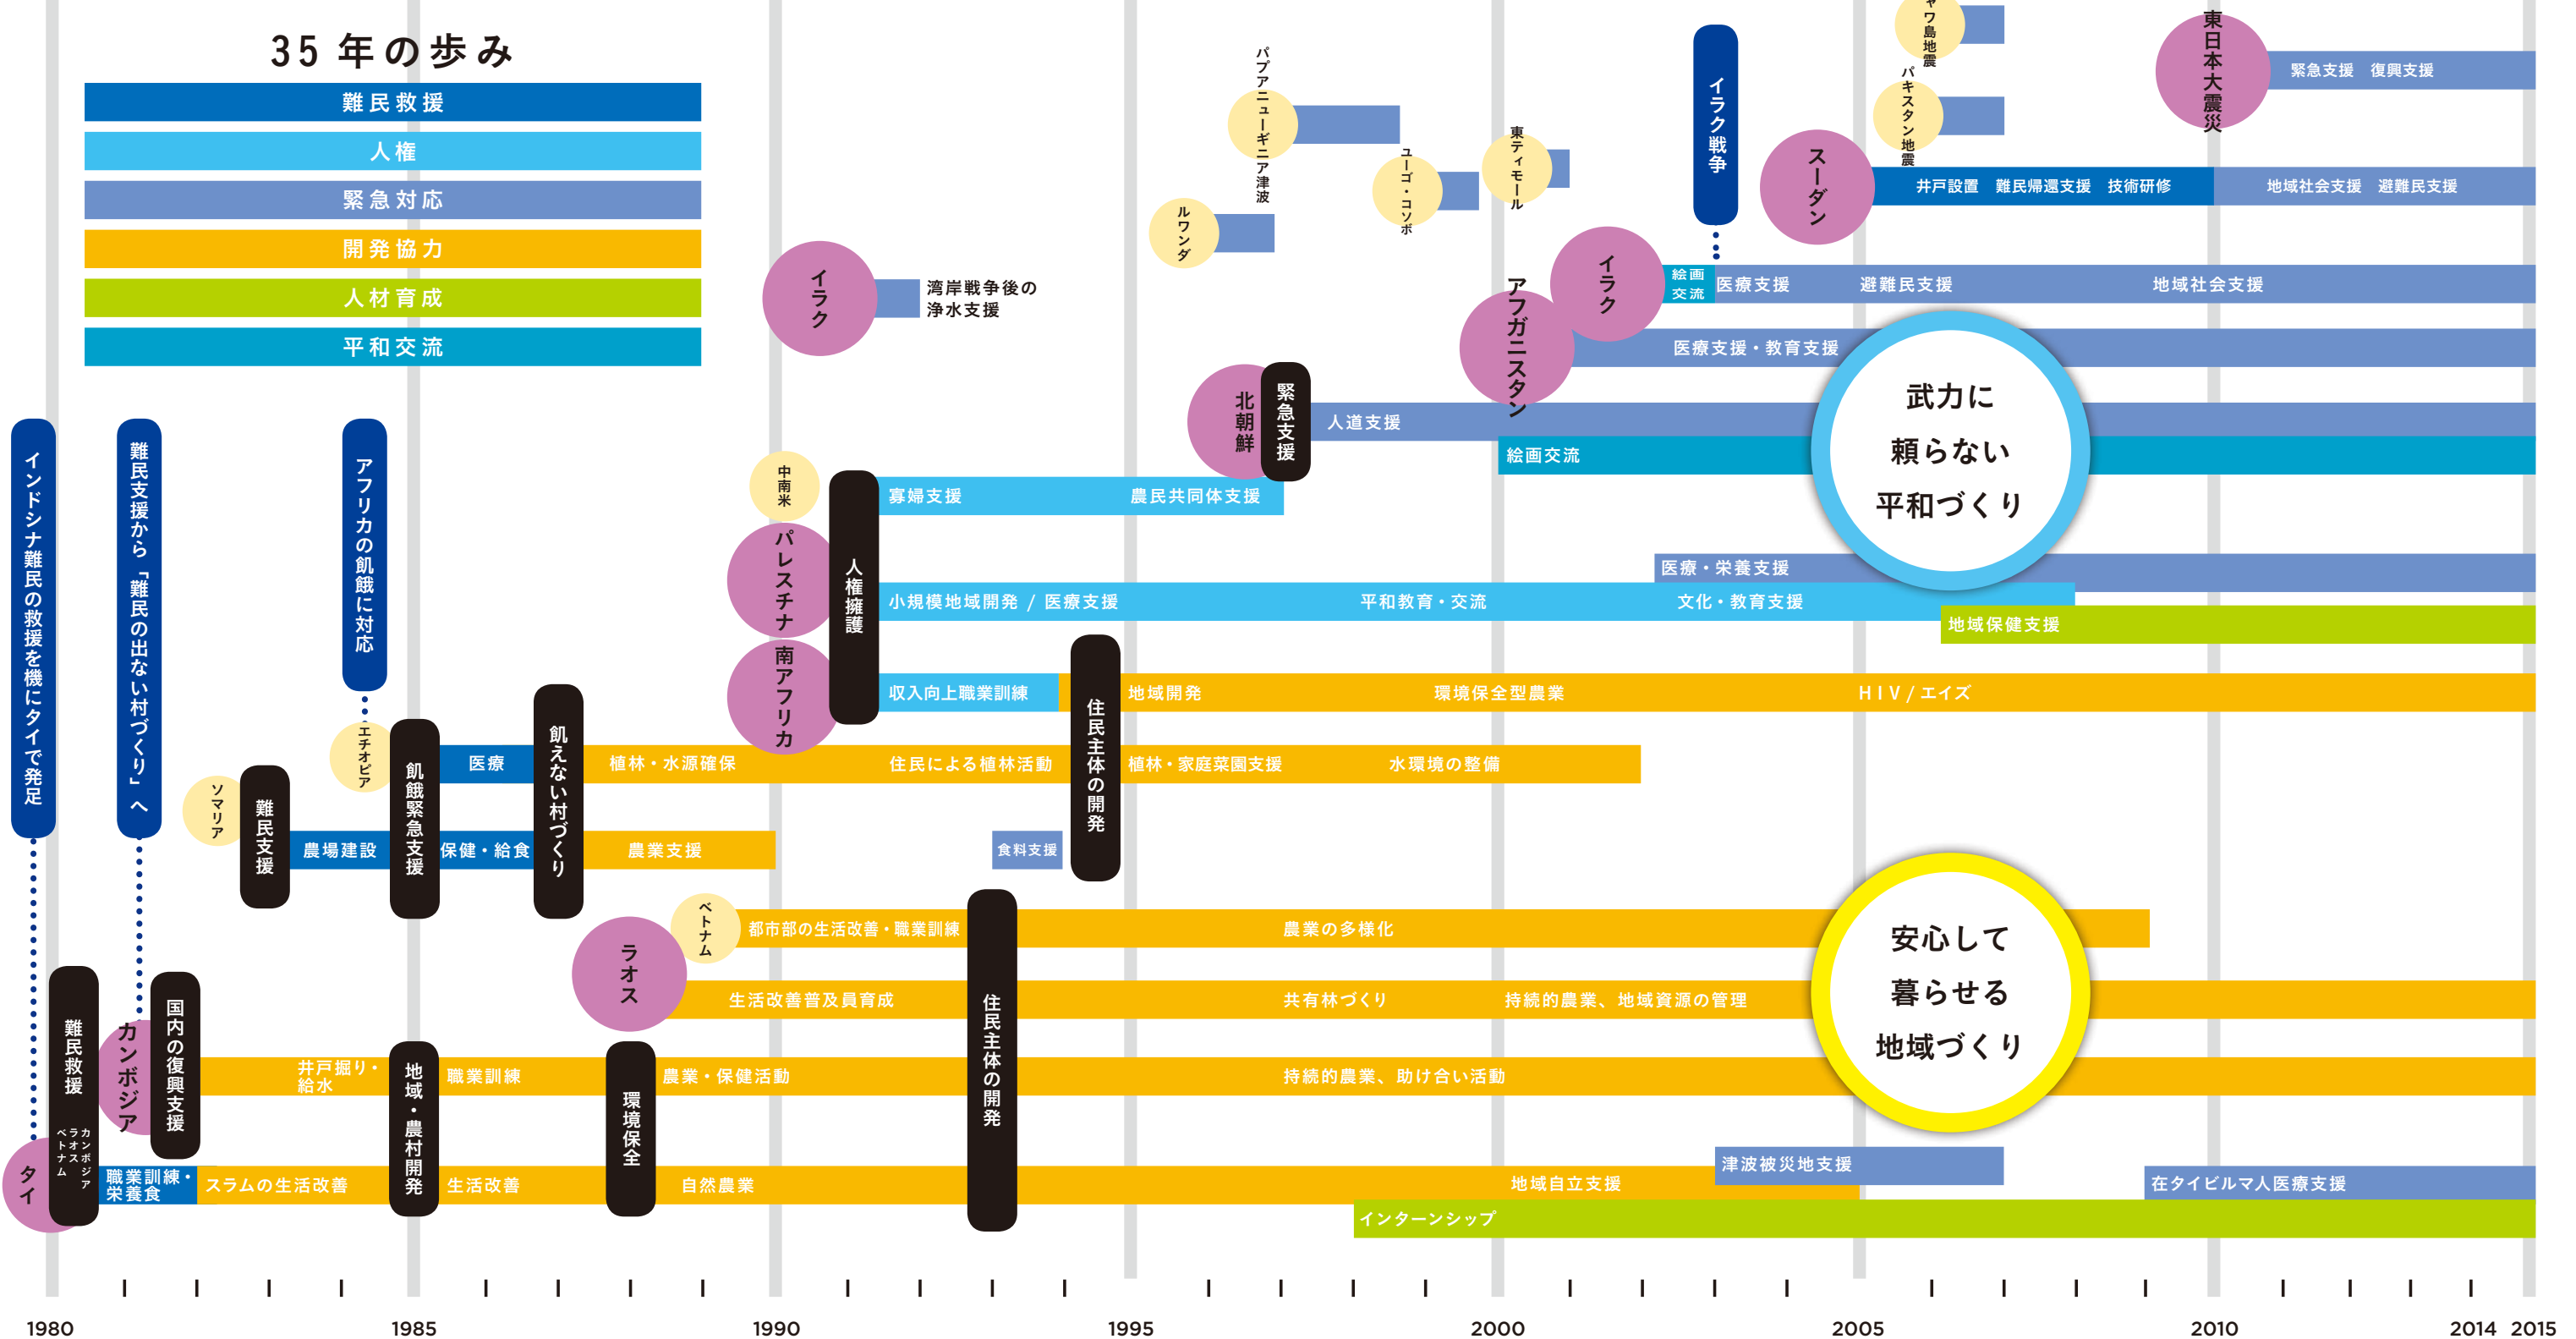 35年の歩み
難民救援
人権
緊急対応
開発協力
人材育成
平和交流
インドシナ難民の救援を機にタイで発足
難民支援から「難民の出ない村づくり」へ
アフリカの飢餓に対応
イラク戦争
ャワ島地震
パキスタン地震
東日本大震災
緊急支援 復興支援
スーダン
井戸設置 難民帰還支援 技術研修
地域社会支援 避難民支援
パプアニューギニア津波
ユーゴ・コソボ
東ティモール
ルワンダ
イラク
湾岸戦争後の
浄水支援
イラク
絵画
交流
医療支援
避難民支援
地域社会支援
アフガニスタン
医療支援・教育支援
北朝鮮
緊急支援
人道支援
絵画交流
武力に
頼らない
平和づくり
中南米
人権擁護
寡婦支援
農民共同体支援
パレスチナ
医療・栄養支援
小規模地域開発 / 医療支援
平和教育・交流
文化・教育支援
地域保健支援
南アフリカ
収入向上職業訓練
住民主体の開発
地域開発
環境保全型農業
HIV / エイズ
エチオピア
飢餓緊急支援
医療
飢えない村づくり
植林・水源確保
住民による植林活動
植林・家庭菜園支援
水環境の整備
ソマリア
難民支援
農場建設
保健・給食
農業支援
食料支援
ベトナム
都市部の生活改善・職業訓練
住民主体の開発
農業の多様化
安心して
暮らせる
地域づくり
ラオス
生活改善普及員育成
共有林づくり
持続的農業、地域資源の管理
カンボジア
国内の復興支援
井戸掘り・
給水
地域・農村開発
職業訓練
環境保全
農業・保健活動
持続的農業、助け合い活動
タイ
難民救援
カンボジア
ラオス
ベトナム
職業訓練・
栄養食
スラムの生活改善
生活改善
自然農業
地域自立支援
津波被災地支援
在タイビルマ人医療支援
インターンシップ
1980 1985 1990 1995 2000 2005 2010 2014 2015